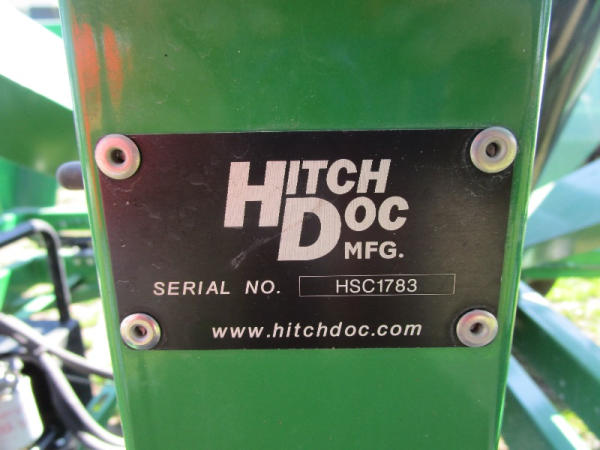 HITCH
DOC
MFG.
SERIAL NO. HSC1783
www.hitchdoc.com